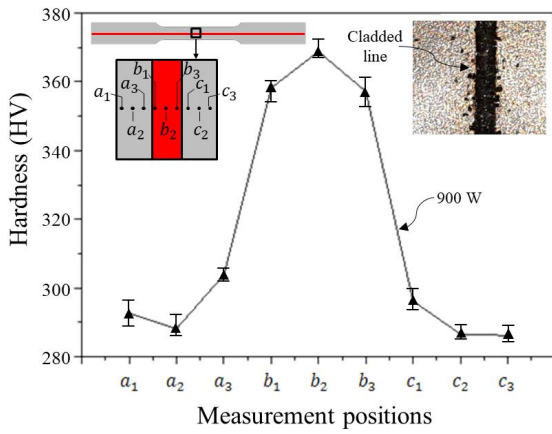 Hardness (HV)
380
360
340
320
300
280
b₁ b₃
a₁ a₃ c₁ c₃
a₂ b₂ c₂
Cladded
line
900 W
a₁ a₂ a₃ b₁ b₂ b₃ c₁ c₂ c₃
Measurement positions